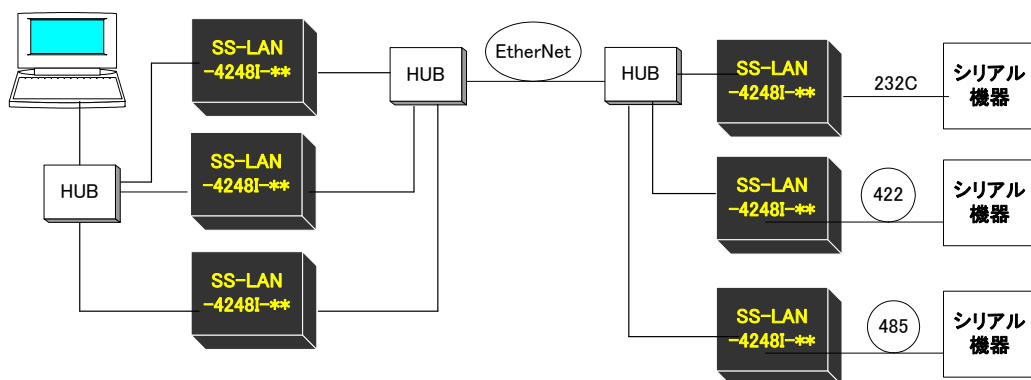 SS-LAN
-4248I-**
HUB
EtherNet
HUB
SS-LAN
-4248I-**
232C
シリアル
機器
HUB
SS-LAN
-4248I-**
SS-LAN
-4248I-**
422
シリアル
機器
SS-LAN
-4248I-**
SS-LAN
-4248I-**
485
シリアル
機器